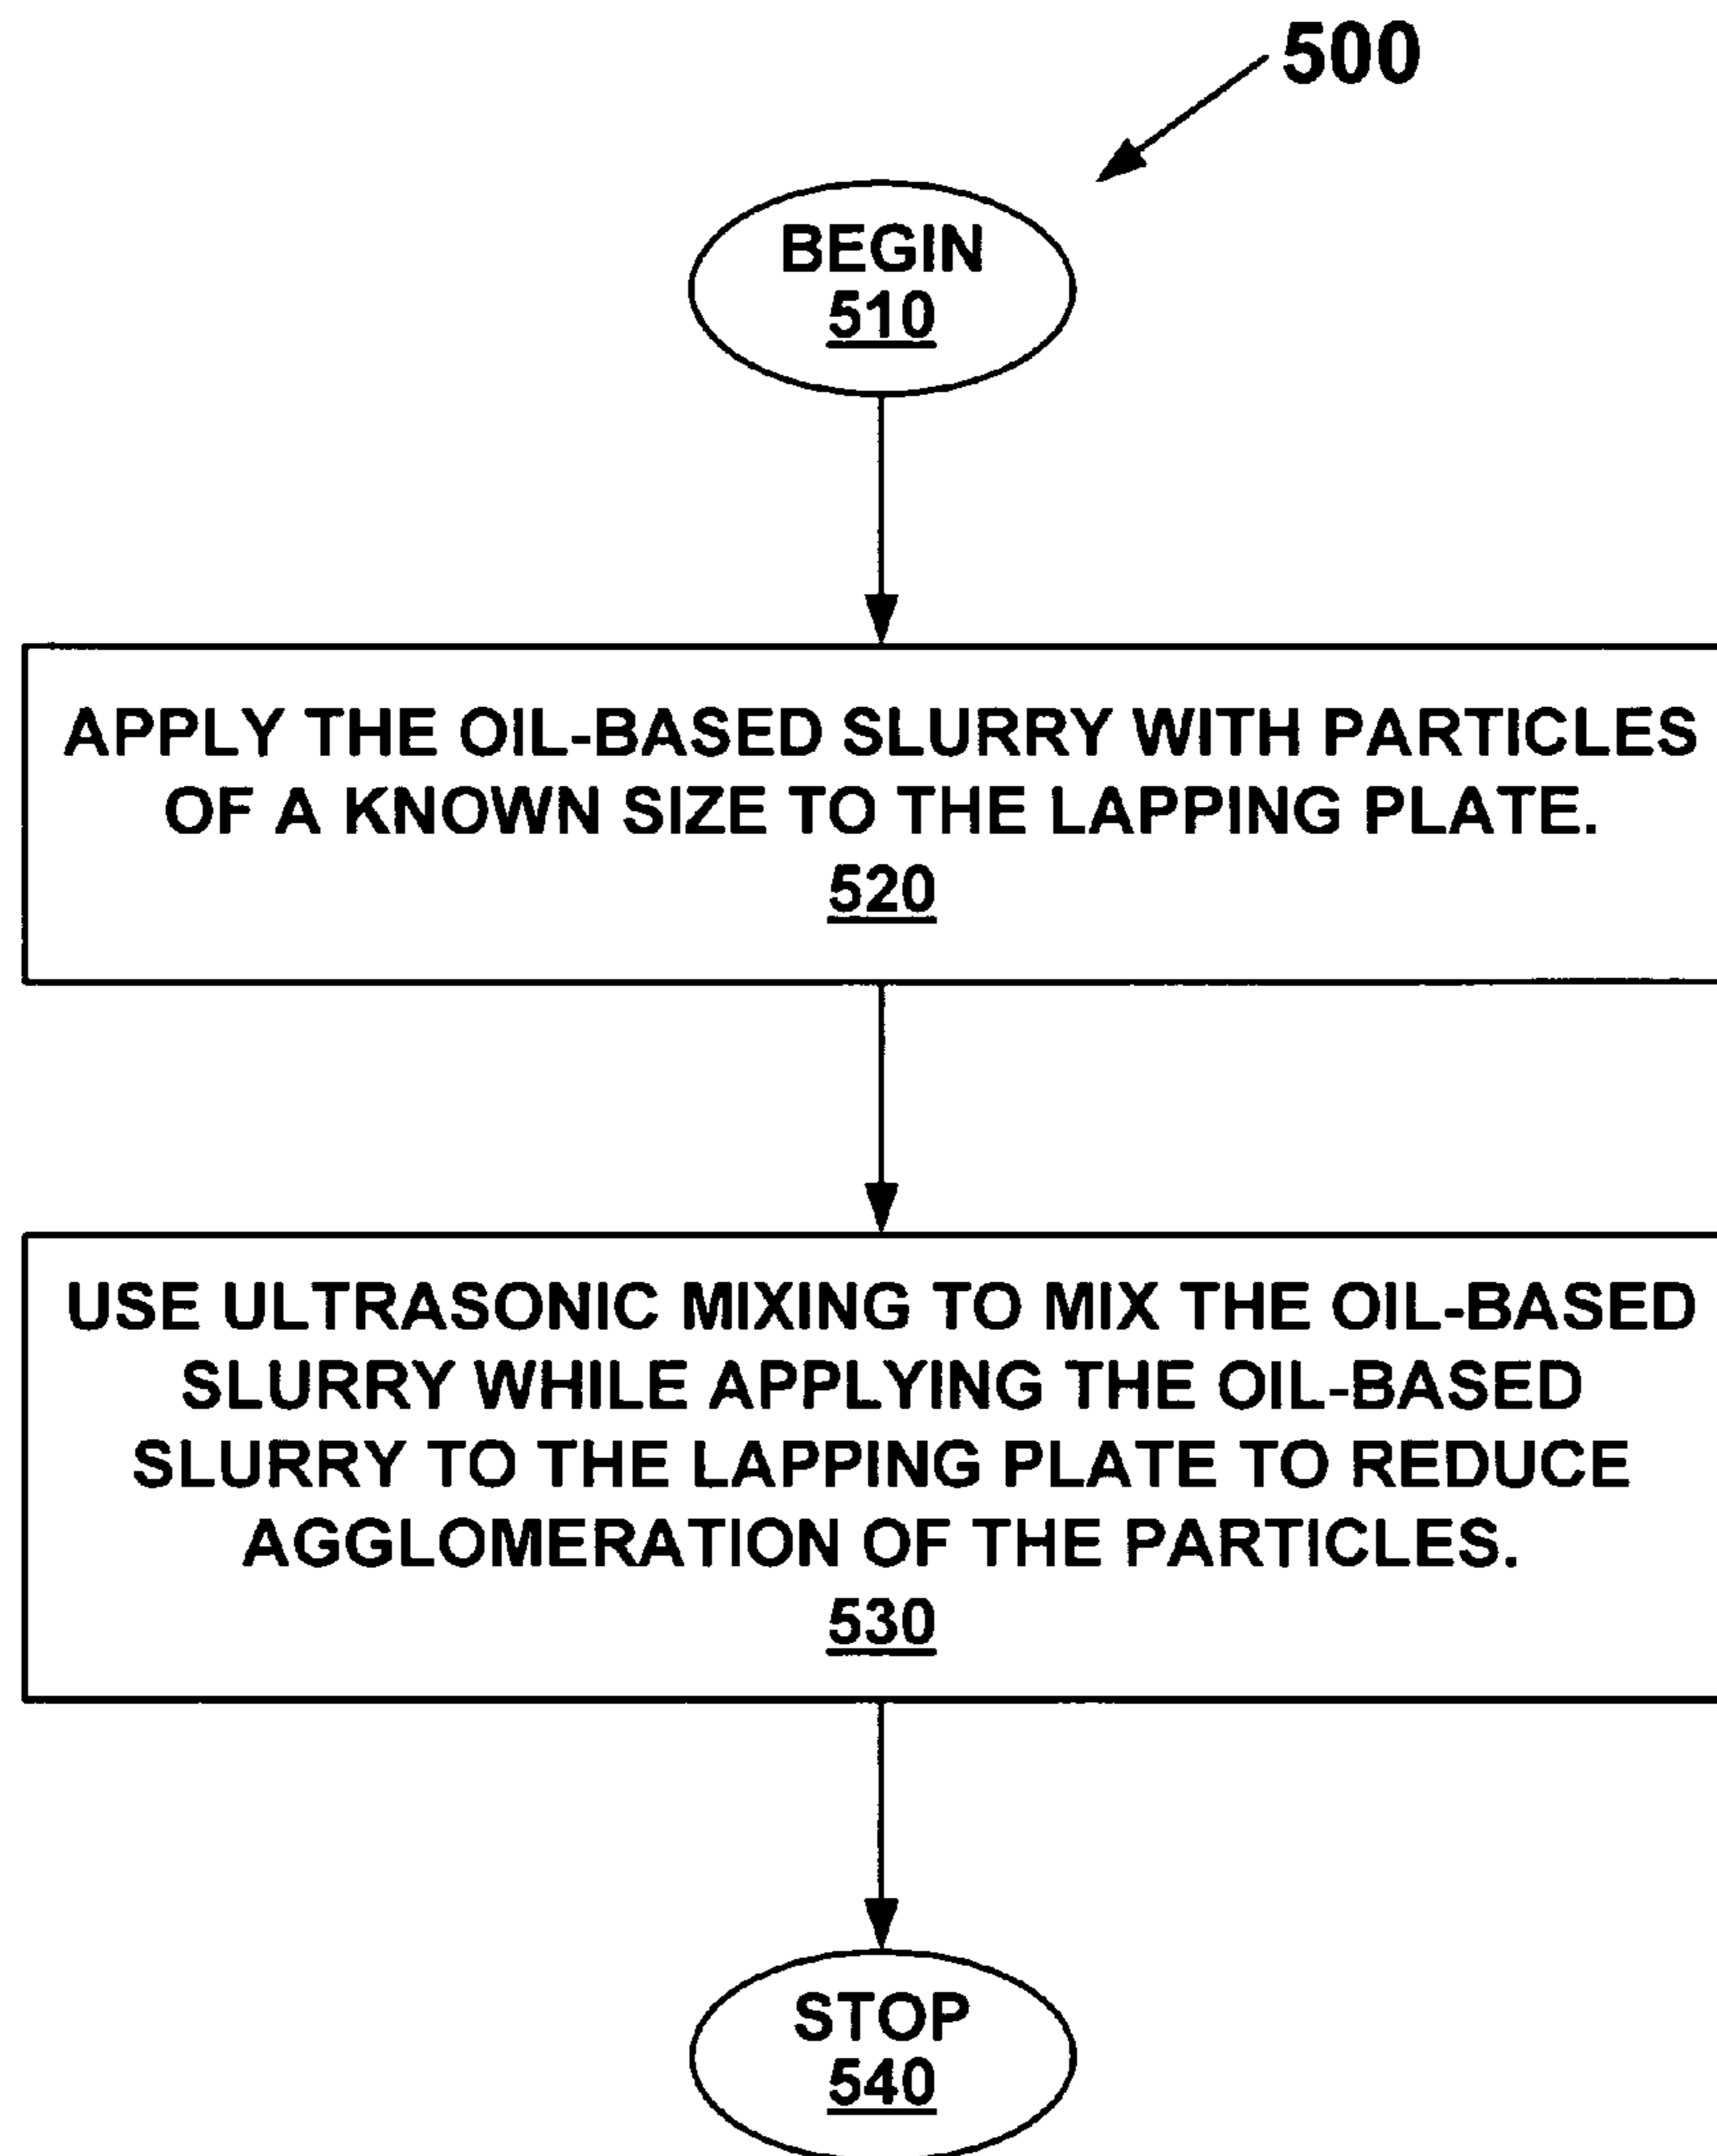 500
BEGIN
510
APPLY THE OIL-BASED SLURRY WITH PARTICLES
OF A KNOWN SIZE TO THE LAPPING PLATE.
520
USE ULTRASONIC MIXING TO MIX THE OIL-BASED
SLURRY WHILE APPLYING THE OIL-BASED
SLURRY TO THE LAPPING PLATE TO REDUCE
AGGLOMERATION OF THE PARTICLES.
530
STOP
540